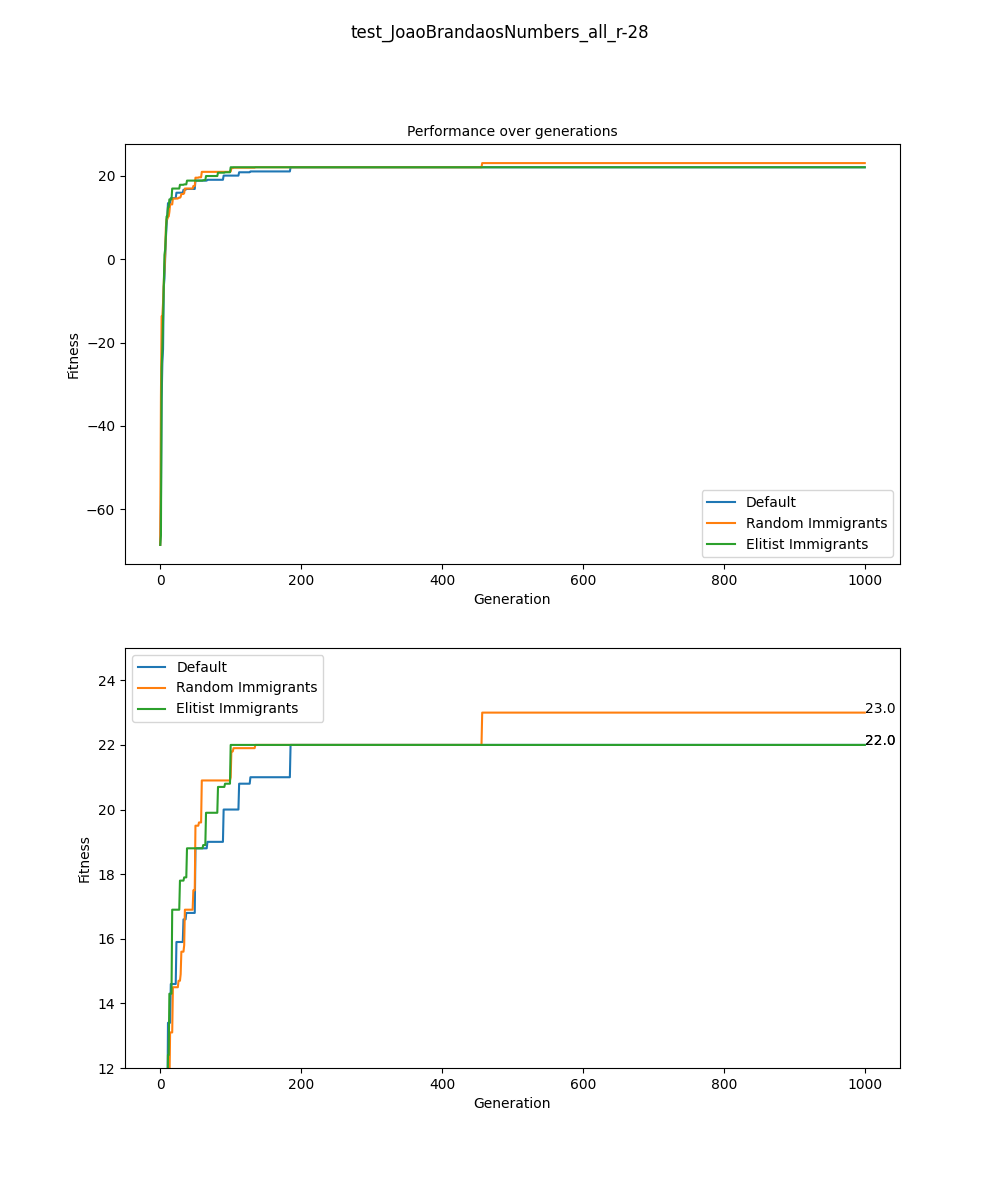 test_JoaoBrandaosNumbers_all_r-28
Performance over generations
Fitness
20
0
−20
−40
−60
Default
Random Immigrants
Elitist Immigrants
0 200 400 600 800 1000
Generation
Default
Random Immigrants
Elitist Immigrants
Fitness
24
22
20
18
16
14
12
23.0
22.0
0 200 400 600 800 1000
Generation